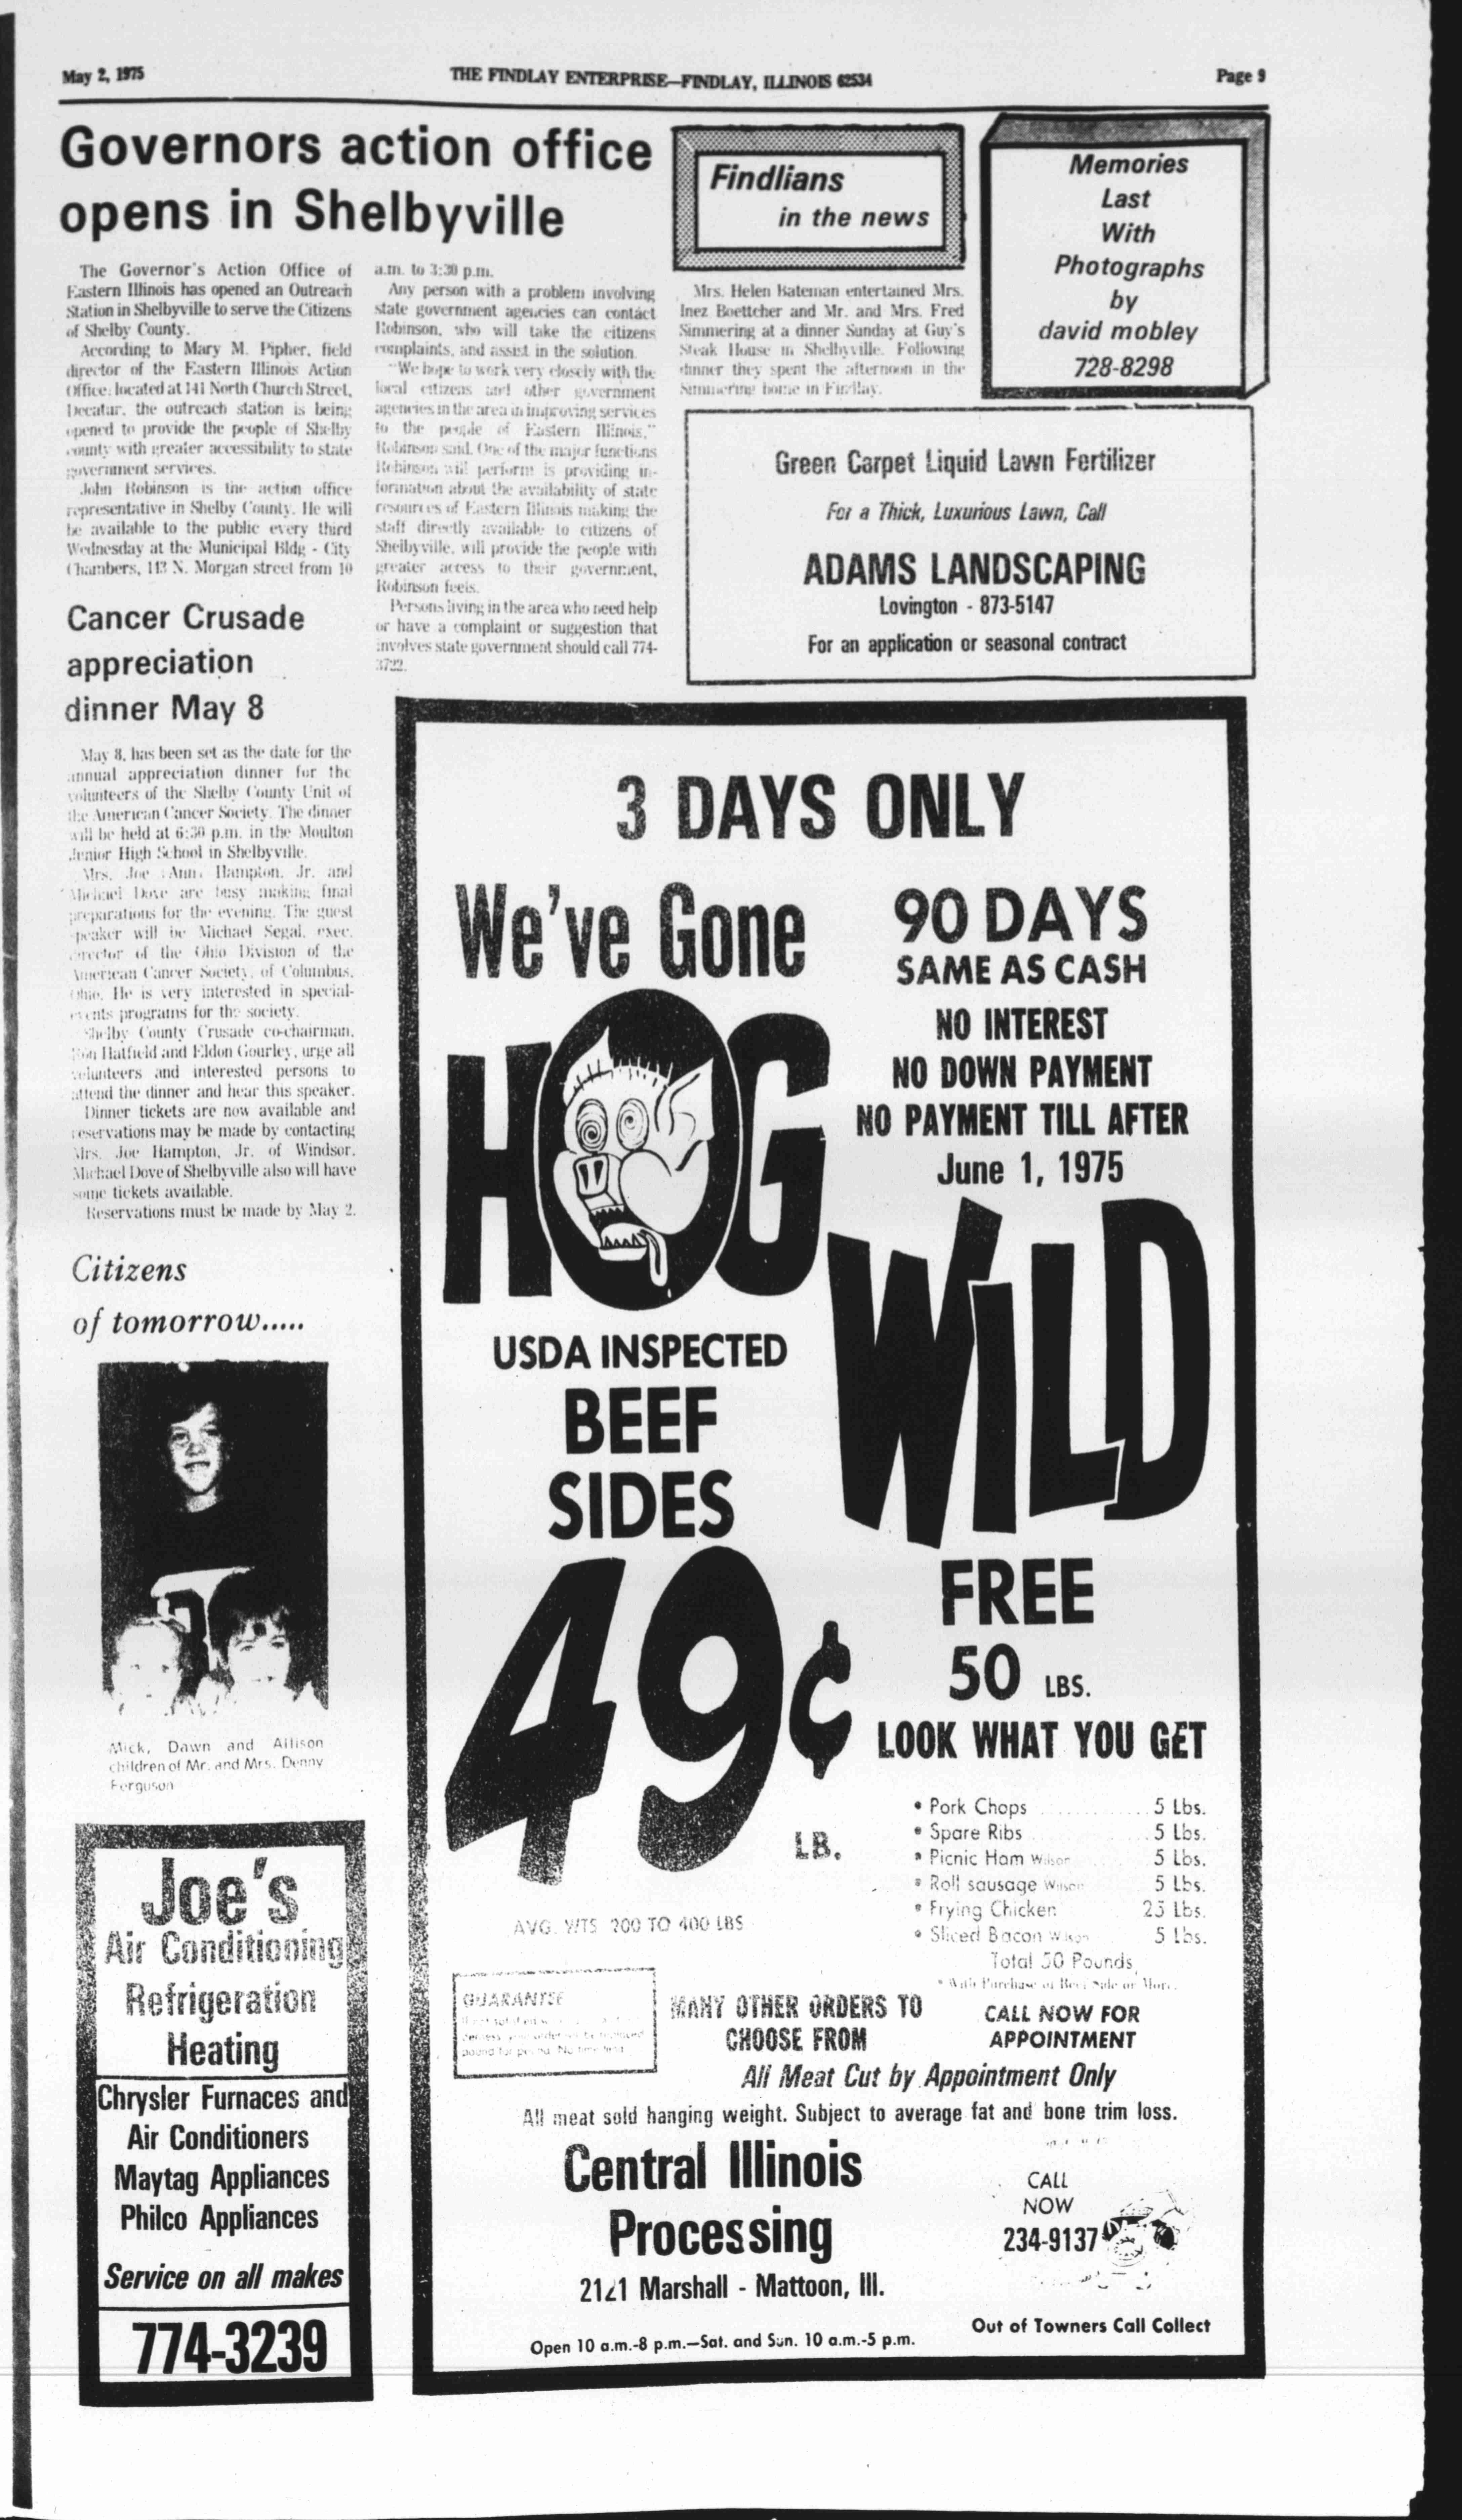 May 2, 1975
THE FINDLAY ENTERPRISE—FINDLAY, ILLINOIS 62534
Page 9
Governors action office
opens in Shelbyville
The Governor's Action Office of
Eastern Illinois has opened an Outreach
Station in Shelbyville to serve the Citizens
of Shelby County.
According to Mary M. Pipher, field
director of the Eastern Illinois Action
Office; located at 141 North Church Street,
Decatur, the outreach station is being
opened to provide the people of Shelby
county with greater accessibility to state
government services.
John Robinson is the action office
representative in Shelby County. He will
be available to the public every third
Wednesday at the Municipal Bldg - City
Chambers, 113 N. Morgan street from 10
a.m. to 3:30 p.m.
Any person with a problem involving
state government agencies can contact
Robinson, who will take the citizens
complaints, and assist in the solution.
"We hope to work very closely with the
local citizens and other government
agencies in the area in improving services
to the people of Eastern Illinois,"
Robinson said. One of the major functions
Robinson will perform is providing in-
formation about the availability of state
resources of Eastern Illinois making the
staff directly available to citizens of
Shelbyville, will provide the people with
greater access to their government,
Robinson feels.
Persons living in the area who need help
or have a complaint or suggestion that
involves state government should call 774-
3722.
Cancer Crusade
appreciation
dinner May 8
May 8, has been set as the date for the
annual appreciation dinner for the
volunteers of the Shelby County Unit of
the American Cancer Society. The dinner
will be held at 6:30 p.m. in the Moulton
Junior High School in Shelbyville.
Mrs. Joe (Ann) Hampton, Jr. and
Michael Dove are busy making final
preparations for the evening. The guest
speaker will be Michael Segal, exec.
director of the Ohio Division of the
American Cancer Society, of Columbus,
Ohio. He is very interested in special-
events programs for the society.
Shelby County Crusade co-chairman,
Ron Hatfield and Eldon Gourley, urge all
volunteers and interested persons to
attend the dinner and hear this speaker.
Dinner tickets are now available and
reservations may be made by contacting
Mrs. Joe Hampton, Jr. of Windsor.
Michael Dove of Shelbyville also will have
some tickets available.
Reservations must be made by May 2.
Citizens
of tomorrow.....
Mick, Dawn and Allison
children of Mr. and Mrs. Denny
Ferguson
Joe's
Air Conditioning
Refrigeration
Heating
Chrysler Furnaces and
Air Conditioners
Maytag Appliances
Philco Appliances
Service on all makes
774-3239
Findlians
in the news
Mrs. Helen Bateman entertained Mrs.
Inez Boettcher and Mr. and Mrs. Fred
Simmering at a dinner Sunday at Guy's
Steak House in Shelbyville. Following
dinner they spent the afternoon in the
Simmering home in Findlay.
Memories
Last
With
Photographs
by
david mobley
728-8298
Green Carpet Liquid Lawn Fertilizer
For a Thick, Luxurious Lawn, Call
ADAMS LANDSCAPING
Lovington - 873-5147
For an application or seasonal contract
3 DAYS ONLY
We've Gone
HOG
WILD
90 DAYS
SAME AS CASH
NO INTEREST
NO DOWN PAYMENT
NO PAYMENT TILL AFTER
June 1, 1975
USDA INSPECTED
BEEF
SIDES
49¢
LB.
AVG. WTS 200 TO 400 LBS
FREE
50 LBS.
LOOK WHAT YOU GET
• Pork Chops 5 Lbs.
• Spare Ribs 5 Lbs.
• Picnic Ham Wilson 5 Lbs.
• Roll sausage Wilson 5 Lbs.
• Frying Chicken 25 Lbs.
• Sliced Bacon Wilson 5 Lbs.
Total 50 Pounds
* With Purchase of Beef Side or More
GUARANTEE
pound for pound. No time limit
MANY OTHER ORDERS TO
CHOOSE FROM
CALL NOW FOR
APPOINTMENT
All Meat Cut by Appointment Only
All meat sold hanging weight. Subject to average fat and bone trim loss.
Central Illinois
Processing
2121 Marshall - Mattoon, Ill.
CALL
NOW
234-9137
Open 10 a.m.-8 p.m.—Sat. and Sun. 10 a.m.-5 p.m.
Out of Towners Call Collect